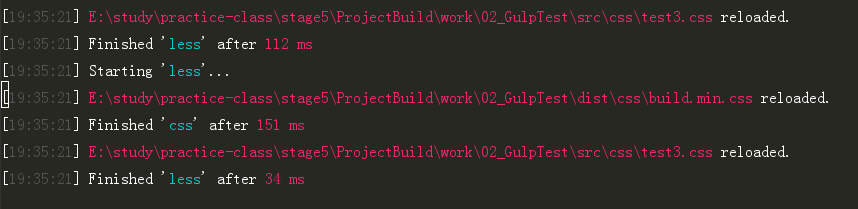 [19:35:21] E:\study\practice-class\stage5\ProjectBuild\work\02_GulpTest\src\css\test3.css reloaded.
[19:35:21] Finished 'less' after 112 ms
[19:35:21] Starting 'less'...
[19:35:21] E:\study\practice-class\stage5\ProjectBuild\work\02_GulpTest\dist\css\build.min.css reloaded.
[19:35:21] Finished 'css' after 151 ms
[19:35:21] E:\study\practice-class\stage5\ProjectBuild\work\02_GulpTest\src\css\test3.css reloaded.
[19:35:21] Finished 'less' after 34 ms